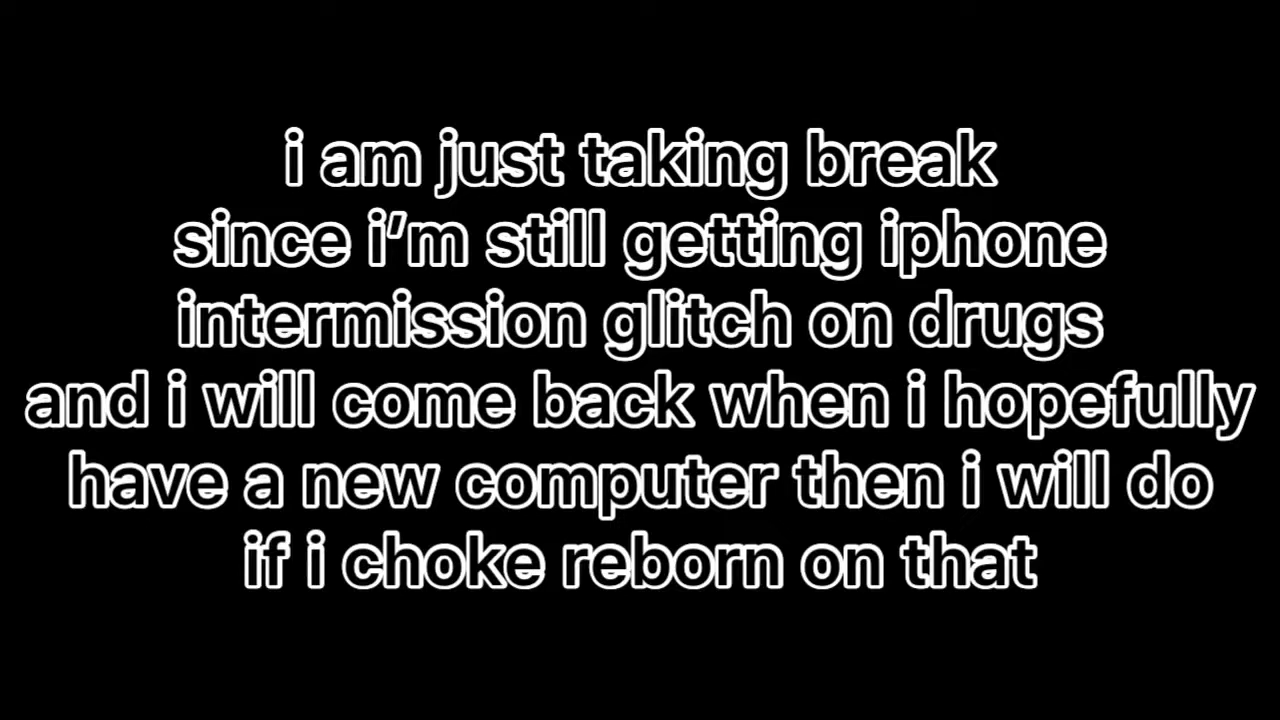 i am just taking break
since i’m still getting iphone
intermission glitch on drugs
and i will come back when i hopefully
have a new computer then i will do
if i choke reborn on that